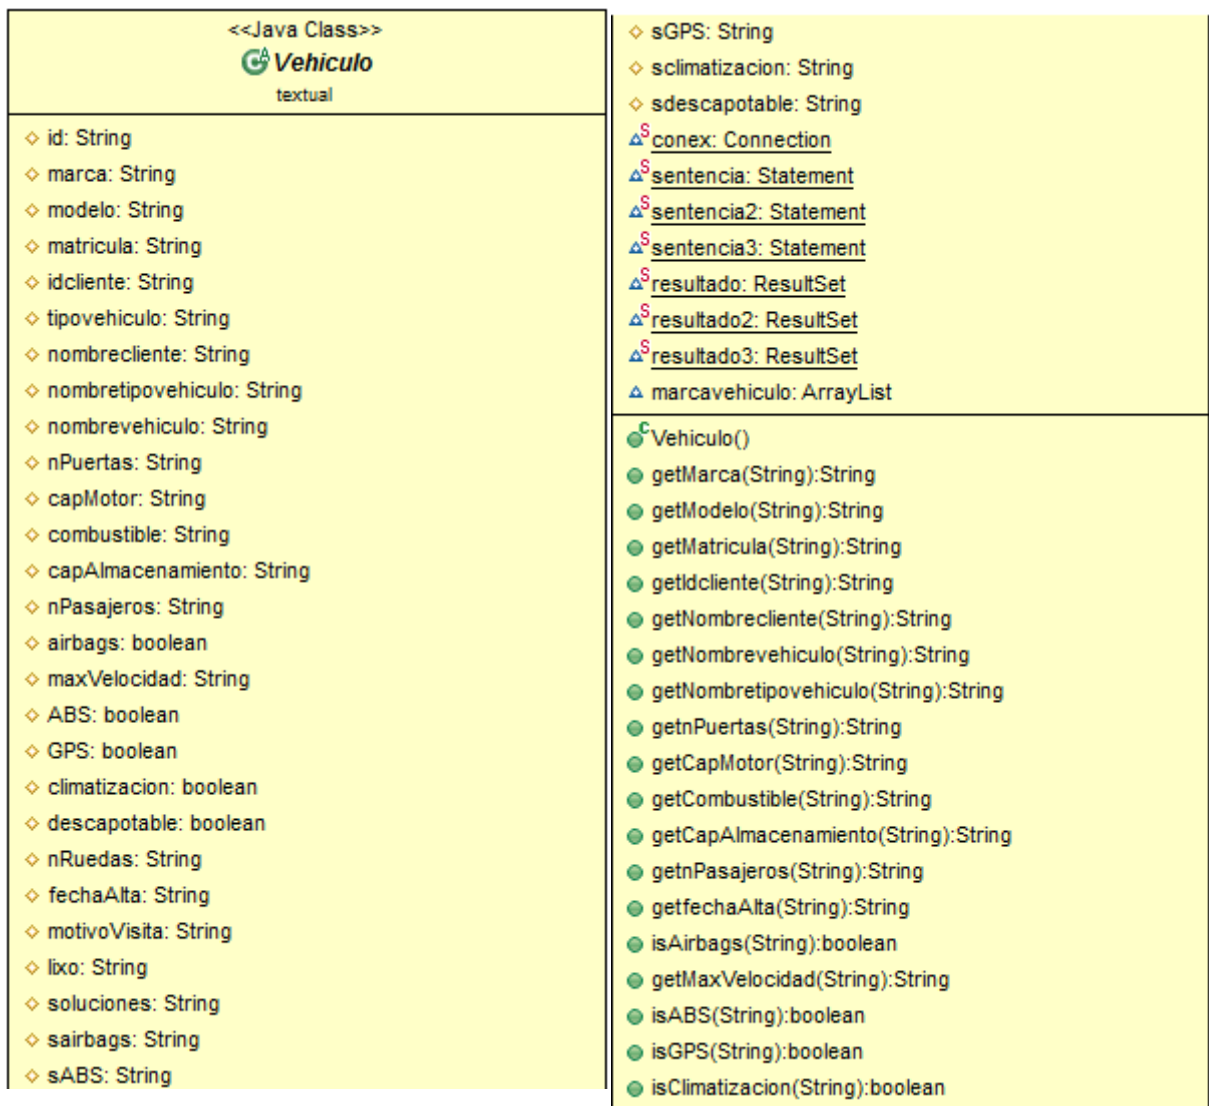 <<Java Class>>
Vehiculo
textual
id: String
marca: String
modelo: String
matricula: String
idcliente: String
tipovehiculo: String
nombrecliente: String
nombretipovehiculo: String
nombrevehiculo: String
nPuertas: String
capMotor: String
combustible: String
capAlmacenamiento: String
nPasajeros: String
airbags: boolean
maxVelocidad: String
ABS: boolean
GPS: boolean
climatizacion: boolean
descapotable: boolean
nRuedas: String
fechaAlta: String
motivoVisita: String
lixo: String
soluciones: String
sairbags: String
sABS: String
sGPS: String
sclimatizacion: String
sdescapotable: String
conex: Connection
sentencia: Statement
sentencia2: Statement
sentencia3: Statement
resultado: ResultSet
resultado2: ResultSet
resultado3: ResultSet
marcavehiculo: ArrayList
Vehiculo()
getMarca(String):String
getModelo(String):String
getMatricula(String):String
getIdcliente(String):String
getNombrecliente(String):String
getNombrevehiculo(String):String
getNombretipovehiculo(String):String
getnPuertas(String):String
getCapMotor(String):String
getCombustible(String):String
getCapAlmacenamiento(String):String
getnPasajeros(String):String
getfechaAlta(String):String
isAirbags(String):boolean
getMaxVelocidad(String):String
isABS(String):boolean
isGPS(String):boolean
isClimatizacion(String):boolean